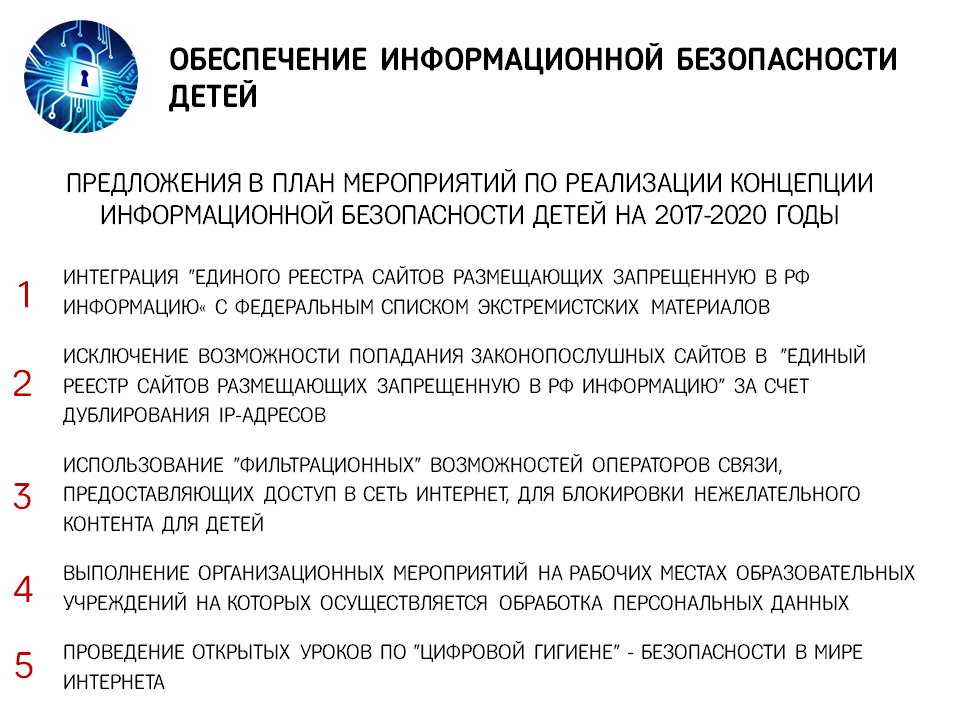 ОБЕСПЕЧЕНИЕ ИНФОРМАЦИОННОЙ БЕЗОПАСНОСТИ
ДЕТЕЙ
ПРЕДЛОЖЕНИЯ В ПЛАН МЕРОПРИЯТИЙ ПО РЕАЛИЗАЦИИ КОНЦЕПЦИИ
ИНФОРМАЦИОННОЙ БЕЗОПАСНОСТИ ДЕТЕЙ НА 2017-2020 ГОДЫ
1
ИНТЕГРАЦИЯ "ЕДИНОГО РЕЕСТРА САЙТОВ РАЗМЕЩАЮЩИХ ЗАПРЕЩЕННУЮ В РФ
ИНФОРМАЦИЮ« С ФЕДЕРАЛЬНЫМ СПИСКОМ ЭКСТРЕМИСТСКИХ МАТЕРИАЛОВ
2
ИСКЛЮЧЕНИЕ ВОЗМОЖНОСТИ ПОПАДАНИЯ ЗАКОНОПОСЛУШНЫХ САЙТОВ В "ЕДИНЫЙ
РЕЕСТР САЙТОВ РАЗМЕЩАЮЩИХ ЗАПРЕЩЕННУЮ В РФ ИНФОРМАЦИЮ" ЗА СЧЕТ
ДУБЛИРОВАНИЯ IP-АДРЕСОВ
3
ИСПОЛЬЗОВАНИЕ "ФИЛЬТРАЦИОННЫХ" ВОЗМОЖНОСТЕЙ ОПЕРАТОРОВ СВЯЗИ,
ПРЕДОСТАВЛЯЮЩИХ ДОСТУП В СЕТЬ ИНТЕРНЕТ, ДЛЯ БЛОКИРОВКИ НЕЖЕЛАТЕЛЬНОГО
КОНТЕНТА ДЛЯ ДЕТЕЙ
4
ВЫПОЛНЕНИЕ ОРГАНИЗАЦИОННЫХ МЕРОПРИЯТИЙ НА РАБОЧИХ МЕСТАХ ОБРАЗОВАТЕЛЬНЫХ
УЧРЕЖДЕНИЙ НА КОТОРЫХ ОСУЩЕСТВЛЯЕТСЯ ОБРАБОТКА ПЕРСОНАЛЬНЫХ ДАННЫХ
5
ПРОВЕДЕНИЕ ОТКРЫТЫХ УРОКОВ ПО "ЦИФРОВОЙ ГИГИЕНЕ" - БЕЗОПАСНОСТИ В МИРЕ
ИНТЕРНЕТА